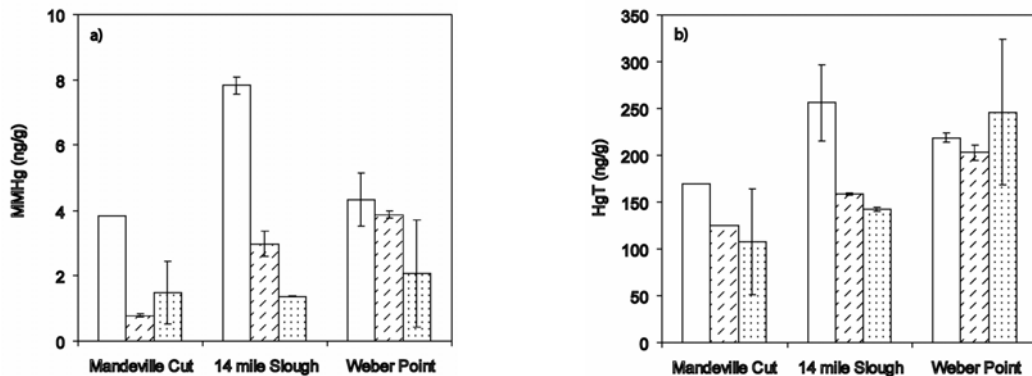 a)
10
8
6
4
2
0
MMHg (ng/g)
Mandeville Cut 14 mile Slough Weber Point
b)
350
300
250
200
150
100
50
0
HgT (ng/g)
Mandeville Cut 14 mile Slough Weber Point